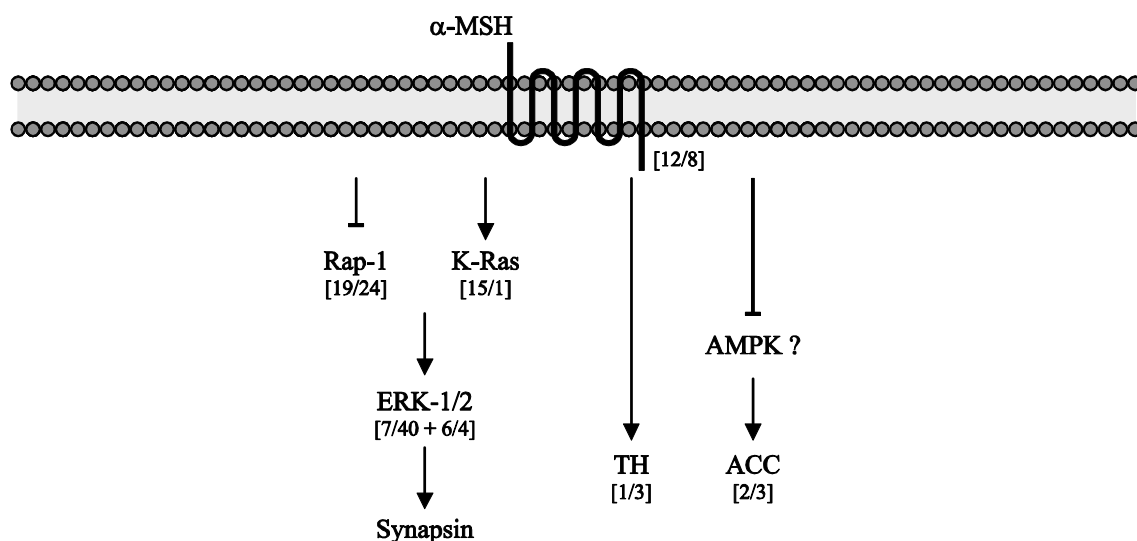 α-MSH
[12/8]
Rap-1
[19/24]
K-Ras
[15/1]
AMPK ?
ERK-1/2
[7/40 + 6/4]
TH
[1/3]
ACC
[2/3]
Synapsin